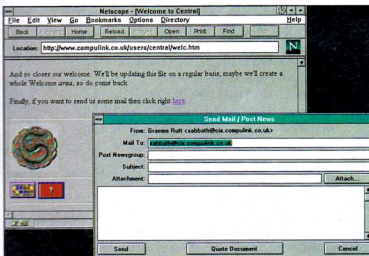 Netscape - [Welcome to Central]
File Edit View Go Bookmarks Options Directory Help
Back Forward Home Reload Images Open Print Find Stop
Location: http://www.compulink.co.uk/users/central/welc.htm
N
And so closes our welcome. We'll be updating this file on a regular basis, maybe we'll create a
whole Welcome area, so do come back.
Finally, if you want to send us some mail then click right here.
?
Send Mail / Post News
From: Graeme Rutt <sabbath@cix.compulink.co.uk>
Mail To: sabbath@cix.compulink.co.uk
Post Newsgroup:
Subject:
Attachment: Attach...
Send Quote Document Cancel